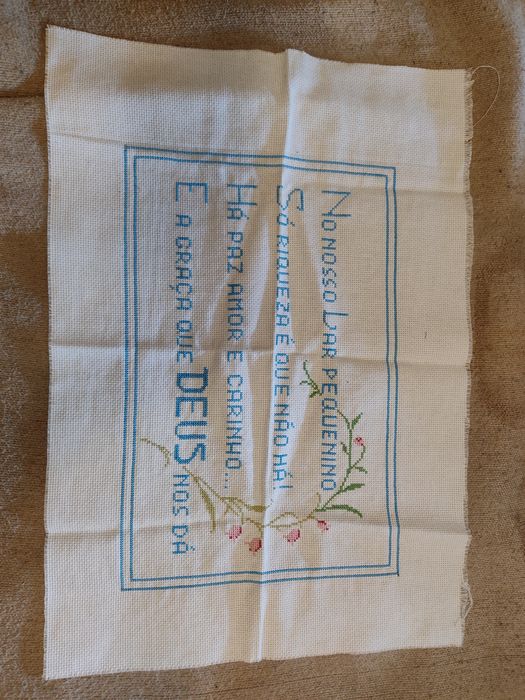 No nosso Lar pequenino
Só riqueza é que não há!
Há paz amor e carinho...
E a graça que DEUS nos dá